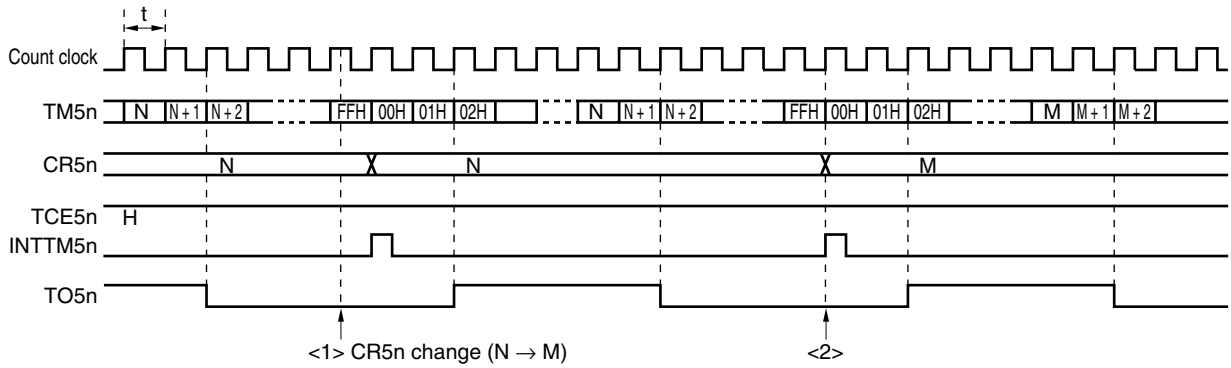 t
Count clock
TM5n N N + 1 N + 2 FFH 00H 01H 02H N N + 1 N + 2 FFH 00H 01H 02H M M + 1 M + 2
CR5n N N M
TCE5n H
INTTM5n
TO5n
<1> CR5n change (N → M) <2>